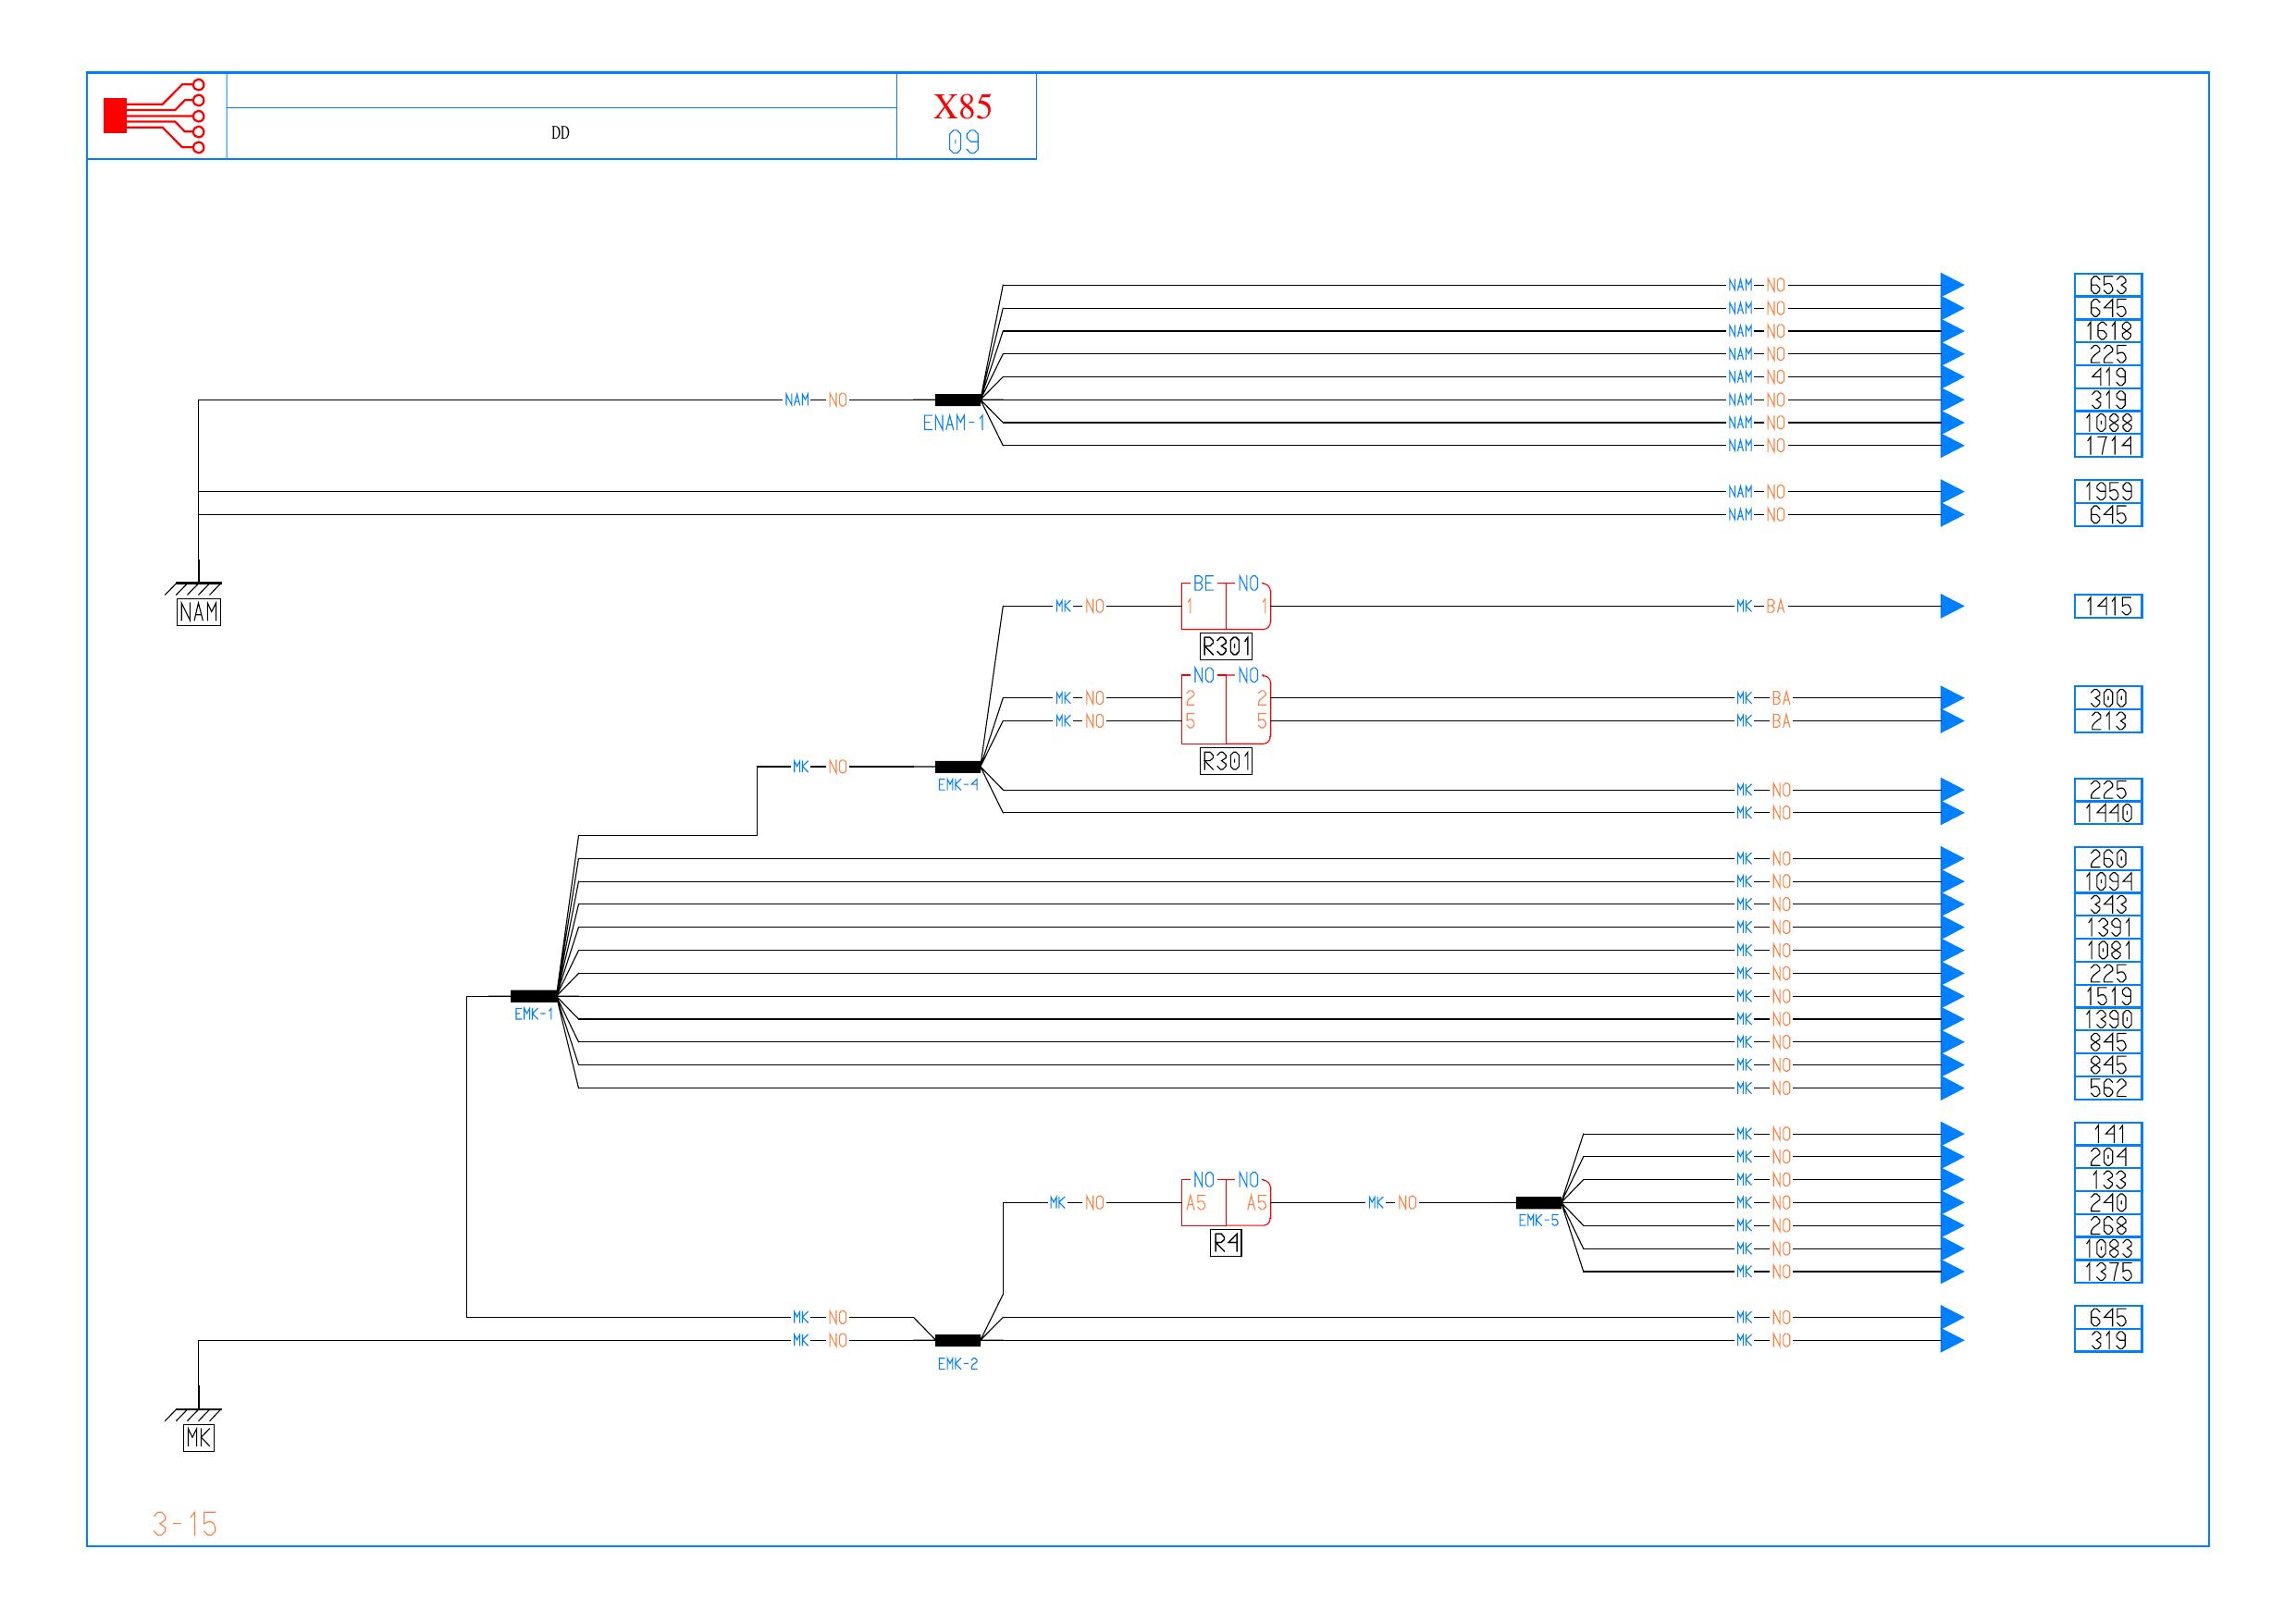 DD
X85
09
NAM NO 653
NAM NO 645
NAM NO 1618
NAM NO 225
NAM NO 419
NAM NO NAM NO 319
ENAM-1 NAM NO 1088
NAM NO 1714
NAM NO 1959
NAM NO 645
NAM
BE NO
MK NO 1 1 MK BA 1415
R301
NO NO
MK NO 2 2 MK BA 300
MK NO 5 5 MK BA 213
R301
MK NO
EMK-4 MK NO 225
MK NO 1440
MK NO 260
MK NO 1094
MK NO 343
MK NO 1391
MK NO 1081
MK NO 225
MK NO 1519
EMK-1 MK NO 1390
MK NO 845
MK NO 845
MK NO 562
MK NO 141
MK NO 204
NO NO MK NO 133
MK NO A5 A5 MK NO MK NO 240
EMK-5 MK NO 268
R4 MK NO 1083
MK NO 1375
MK NO MK NO 645
MK NO MK NO 319
EMK-2
MK
3-15